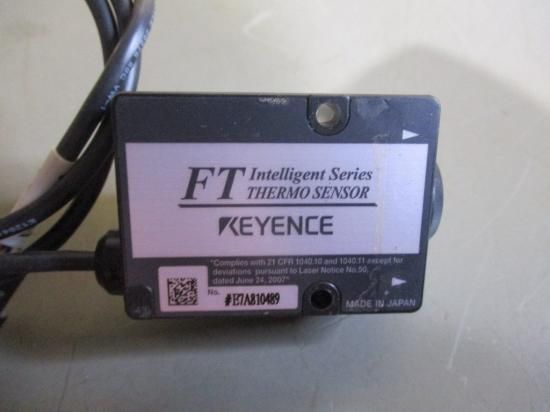 FT Intelligent Series
THERMO SENSOR
KEYENCE
"Complies with 21 CFR 1040.10 and 1040.11 except for
deviations pursuant to Laser Notice No.50,
dated June 24, 2007"
No. #E7A810489
MADE IN JAPAN